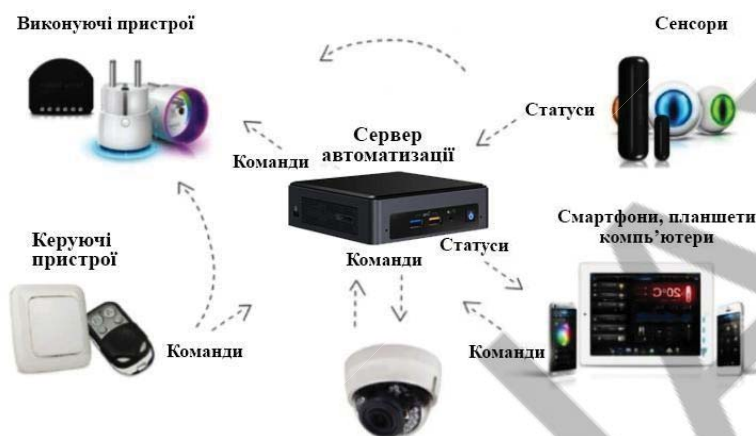 Виконуючі пристрої
Сенсори
Статуси
Сервер
автоматизації
Команди
Смартфони, планшети
комп’ютери
Керуючі
пристрої
Статуси
Команди
Команди
Команди